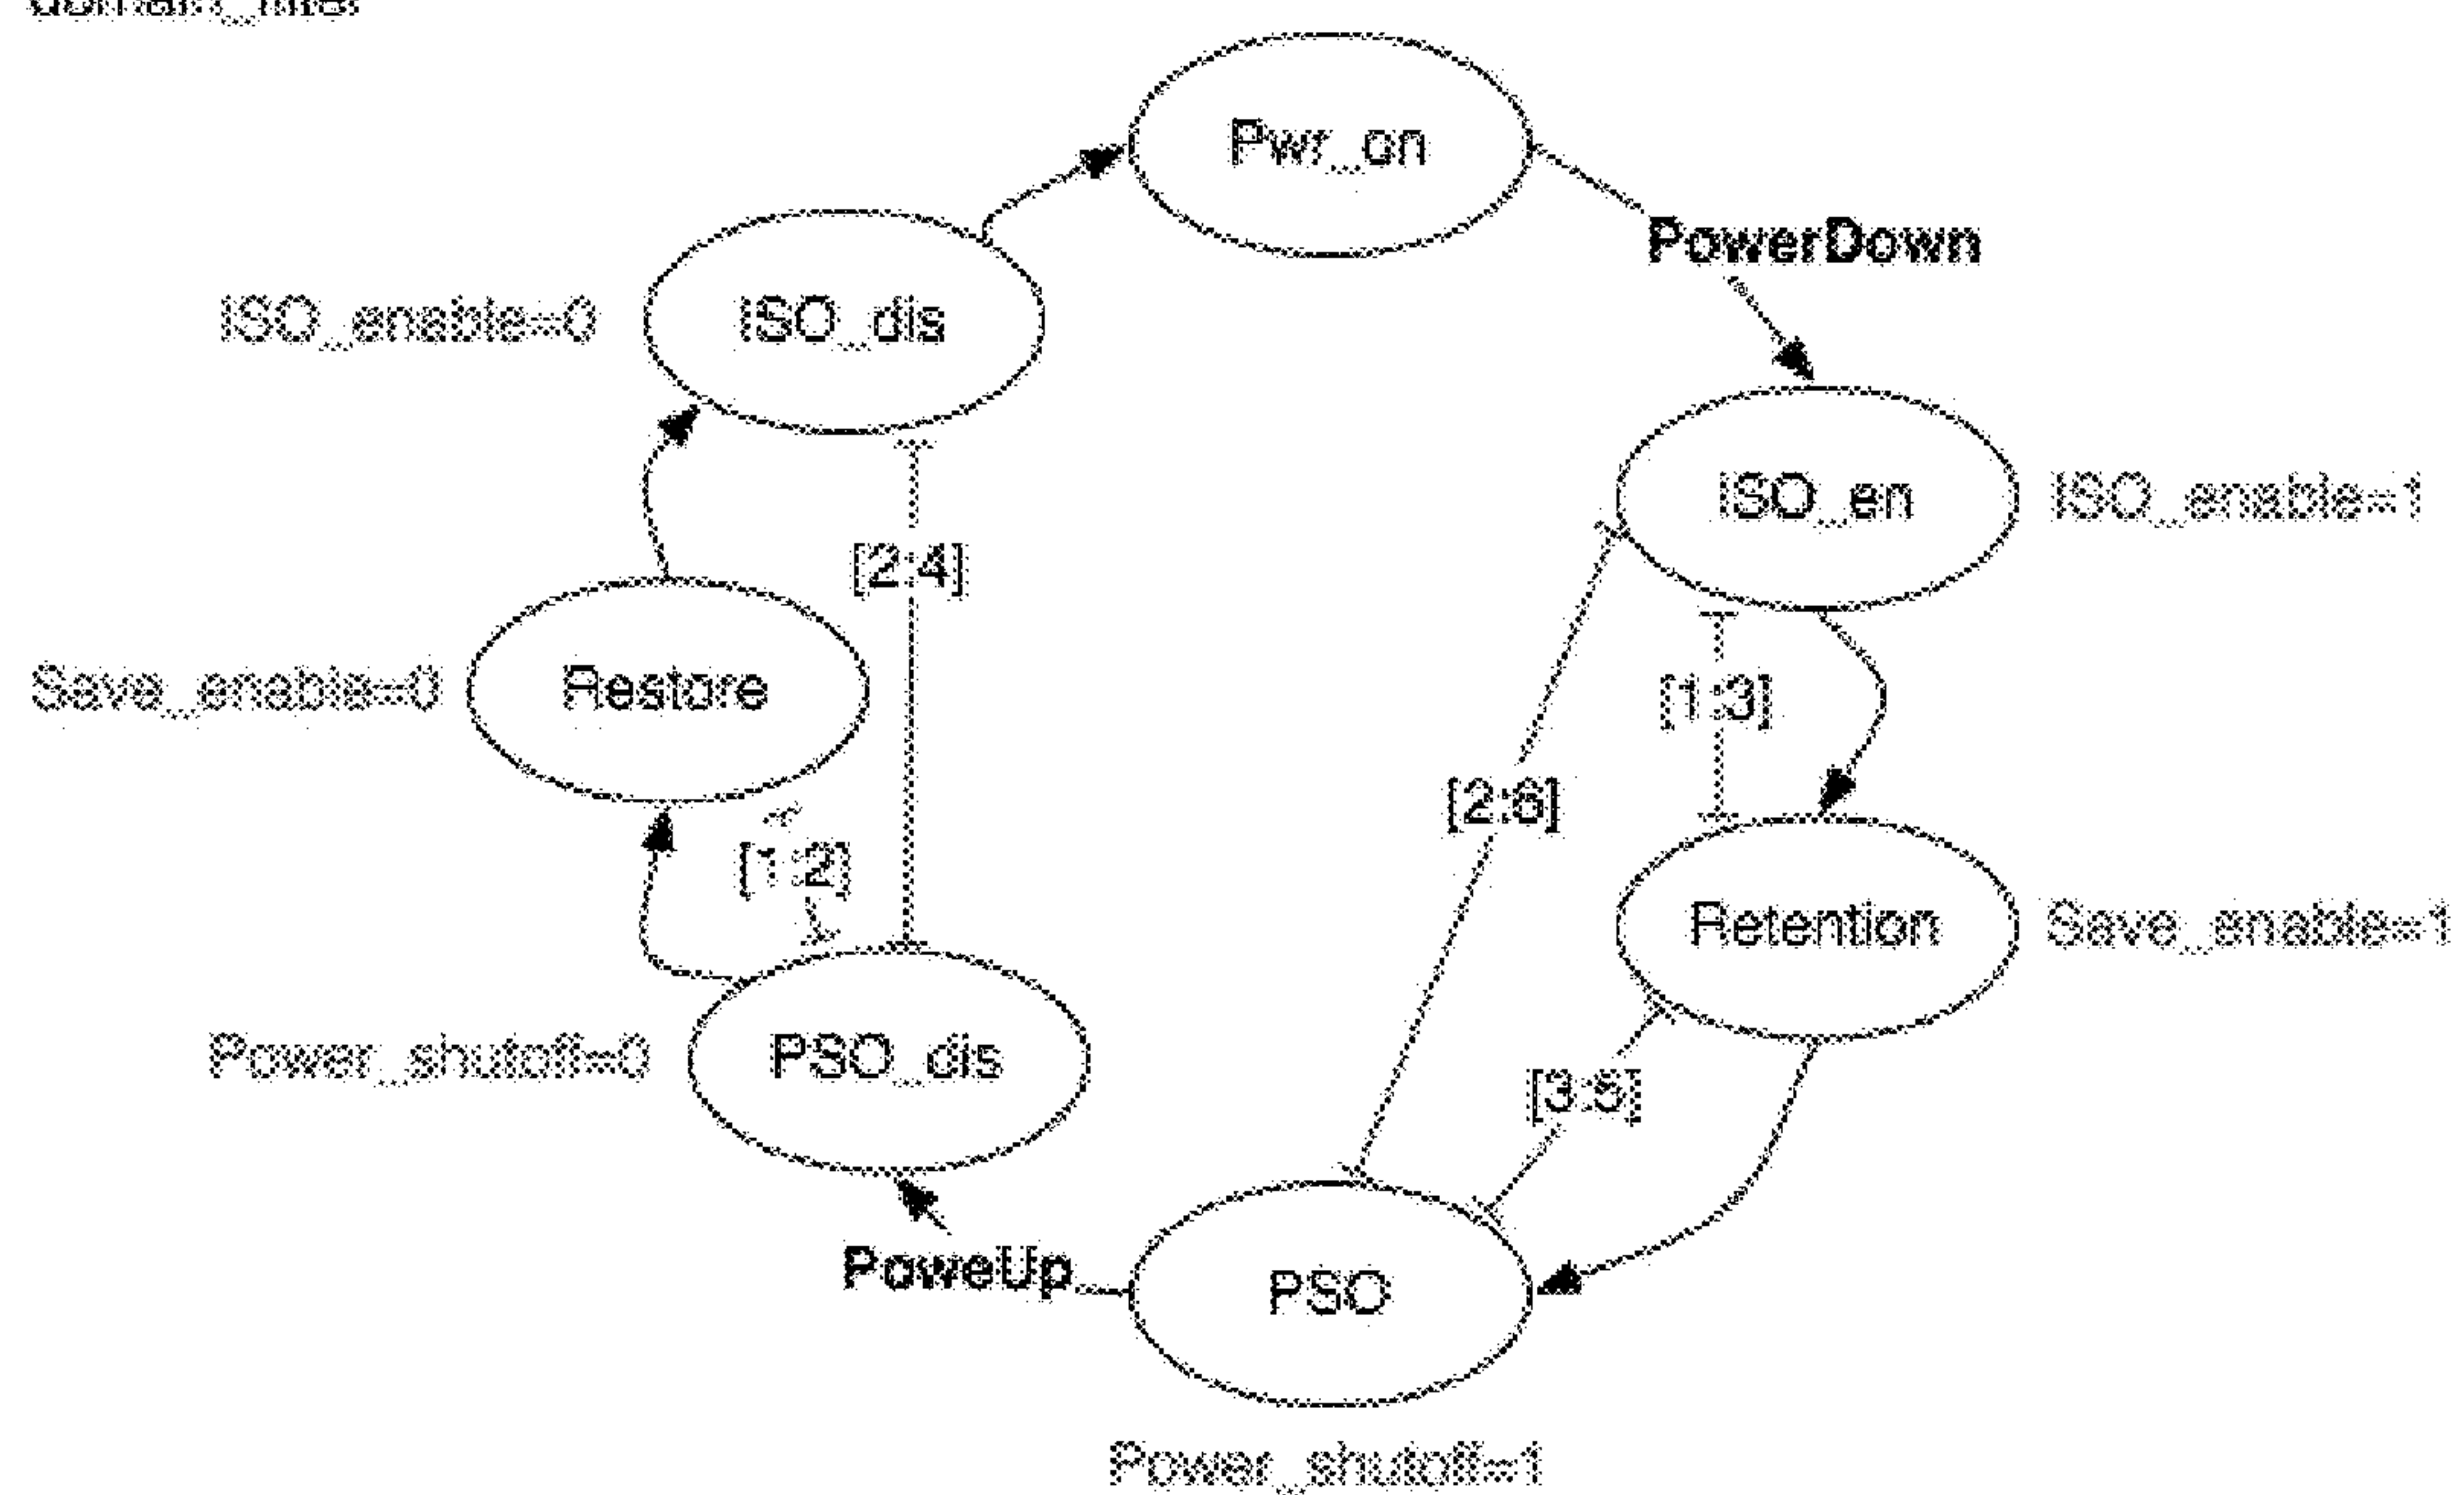 Pwr_on
PowerDown
ISO_enable=0
ISO_dis
ISO_en
ISO_enable=1
[2:4]
Save_enable=0
Restore
[1:3]
[2:6]
[1:2]
Retention
Save_enable=1
Power_shutoff=0
PSO_dis
[3:5]
PoweUp
PSO
Power_shutoff=1